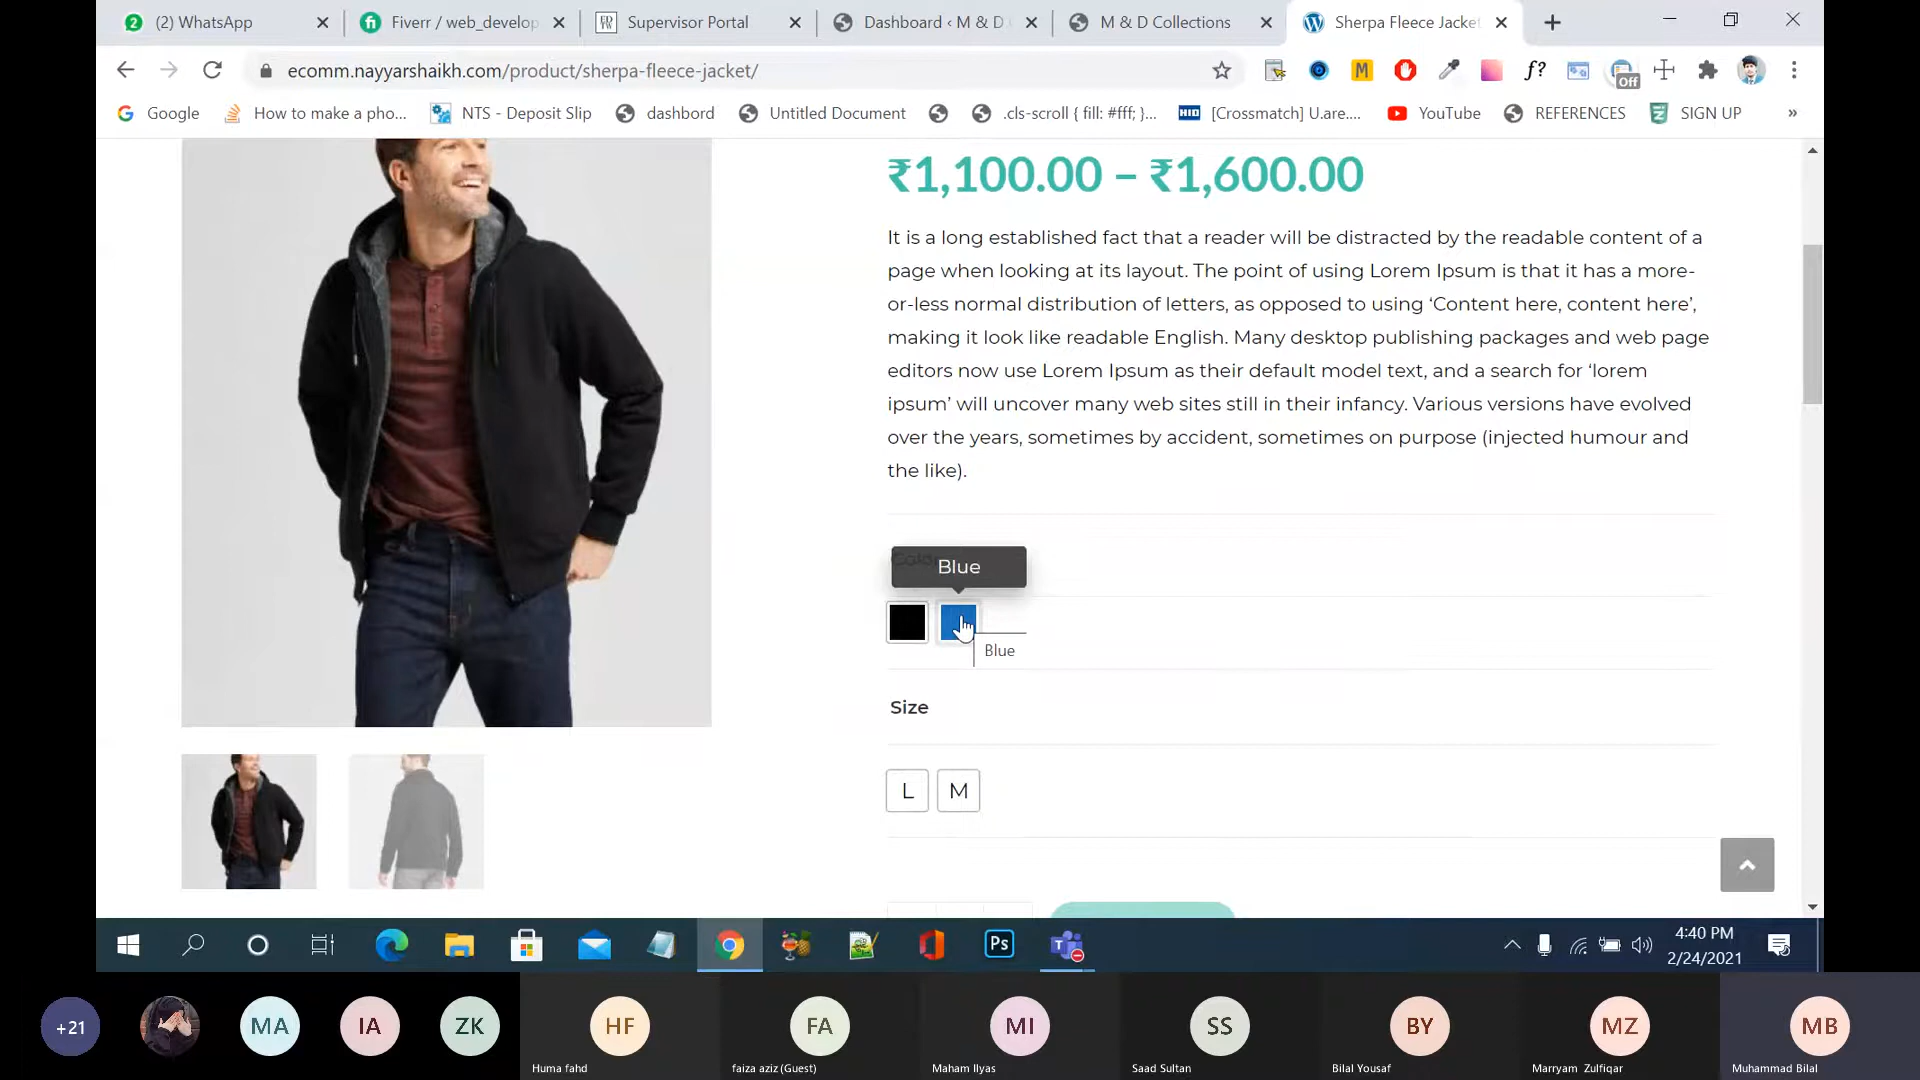 2 (2) WhatsApp
fi Fiverr / web_develop
Supervisor Portal
Dashboard ‹ M & D
M & D Collections
Sherpa Fleece Jacket
ecomm.nayyarshaikh.com/product/sherpa-fleece-jacket/
M
f?
Off
Google
How to make a pho...
NTS - Deposit Slip
dashbord
Untitled Document
.cls-scroll { fill: #fff; }...
HID [Crossmatch] U.are....
YouTube
REFERENCES
SIGN UP
»
₹1,100.00 – ₹1,600.00
It is a long established fact that a reader will be distracted by the readable content of a
page when looking at its layout. The point of using Lorem Ipsum is that it has a more-
or-less normal distribution of letters, as opposed to using ‘Content here, content here’,
making it look like readable English. Many desktop publishing packages and web page
editors now use Lorem Ipsum as their default model text, and a search for ‘lorem
ipsum’ will uncover many web sites still in their infancy. Various versions have evolved
over the years, sometimes by accident, sometimes on purpose (injected humour and
the like).
Color
Blue
Blue
Size
L M
Ps
4:40 PM
2/24/2021
+21
MA
IA
ZK
HF
FA
MI
SS
BY
MZ
MB
Huma fahd
faiza aziz (Guest)
Maham Ilyas
Saad Sultan
Bilal Yousaf
Marryam Zulfiqar
Muhammad Bilal